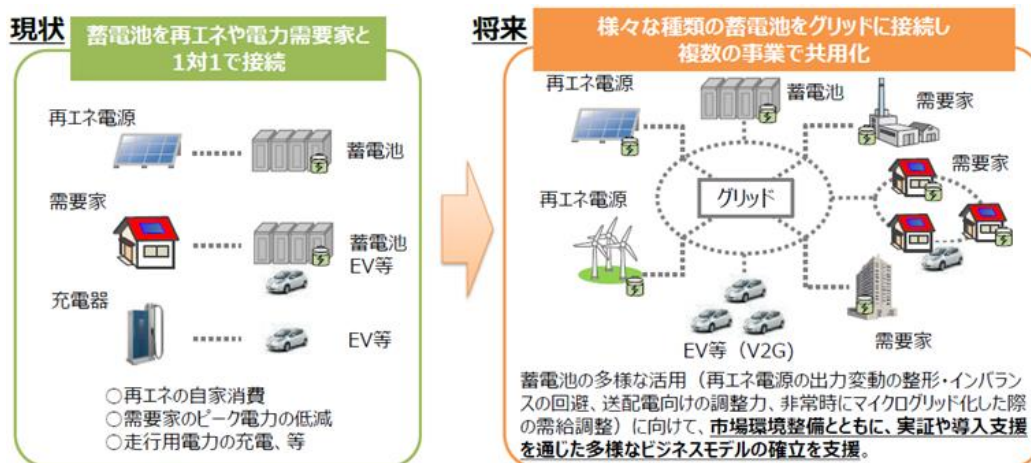 現状
蓄電池を再エネや電力需要家と
1対1で接続
再エネ電源
蓄電池
需要家
蓄電池
EV等
充電器
EV等
○再エネの自家消費
○需要家のピーク電力の低減
○走行用電力の充電、等
将来
様々な種類の蓄電池をグリッドに接続し
複数の事業で共用化
再エネ電源
蓄電池
需要家
需要家
再エネ電源
グリッド
EV等（V2G）
需要家
蓄電池の多様な活用（再エネ電源の出力変動の整形・インバラン
スの回避、送配電向けの調整力、非常時にマイクログリッド化した際
の需給調整）に向けて、市場環境整備とともに、実証や導入支援
を通じた多様なビジネスモデルの確立を支援。